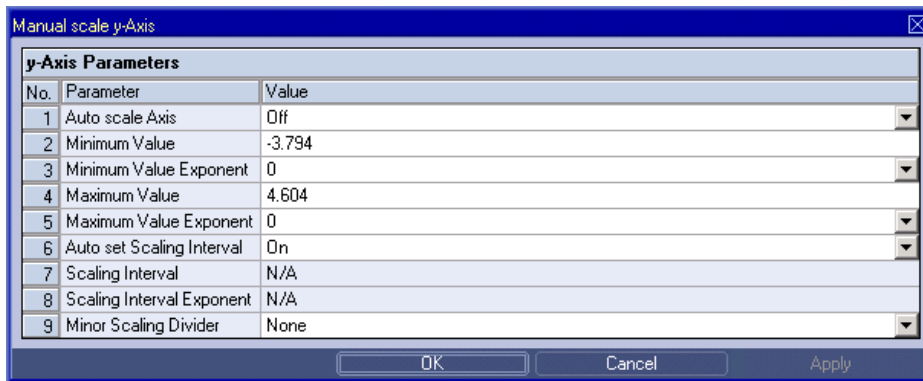 Manual scale y-Axis
y-Axis Parameters
No. Parameter Value
1 Auto scale Axis Off
2 Minimum Value -3.794
3 Minimum Value Exponent 0
4 Maximum Value 4.604
5 Maximum Value Exponent 0
6 Auto set Scaling Interval On
7 Scaling Interval N/A
8 Scaling Interval Exponent N/A
9 Minor Scaling Divider None
OK Cancel Apply